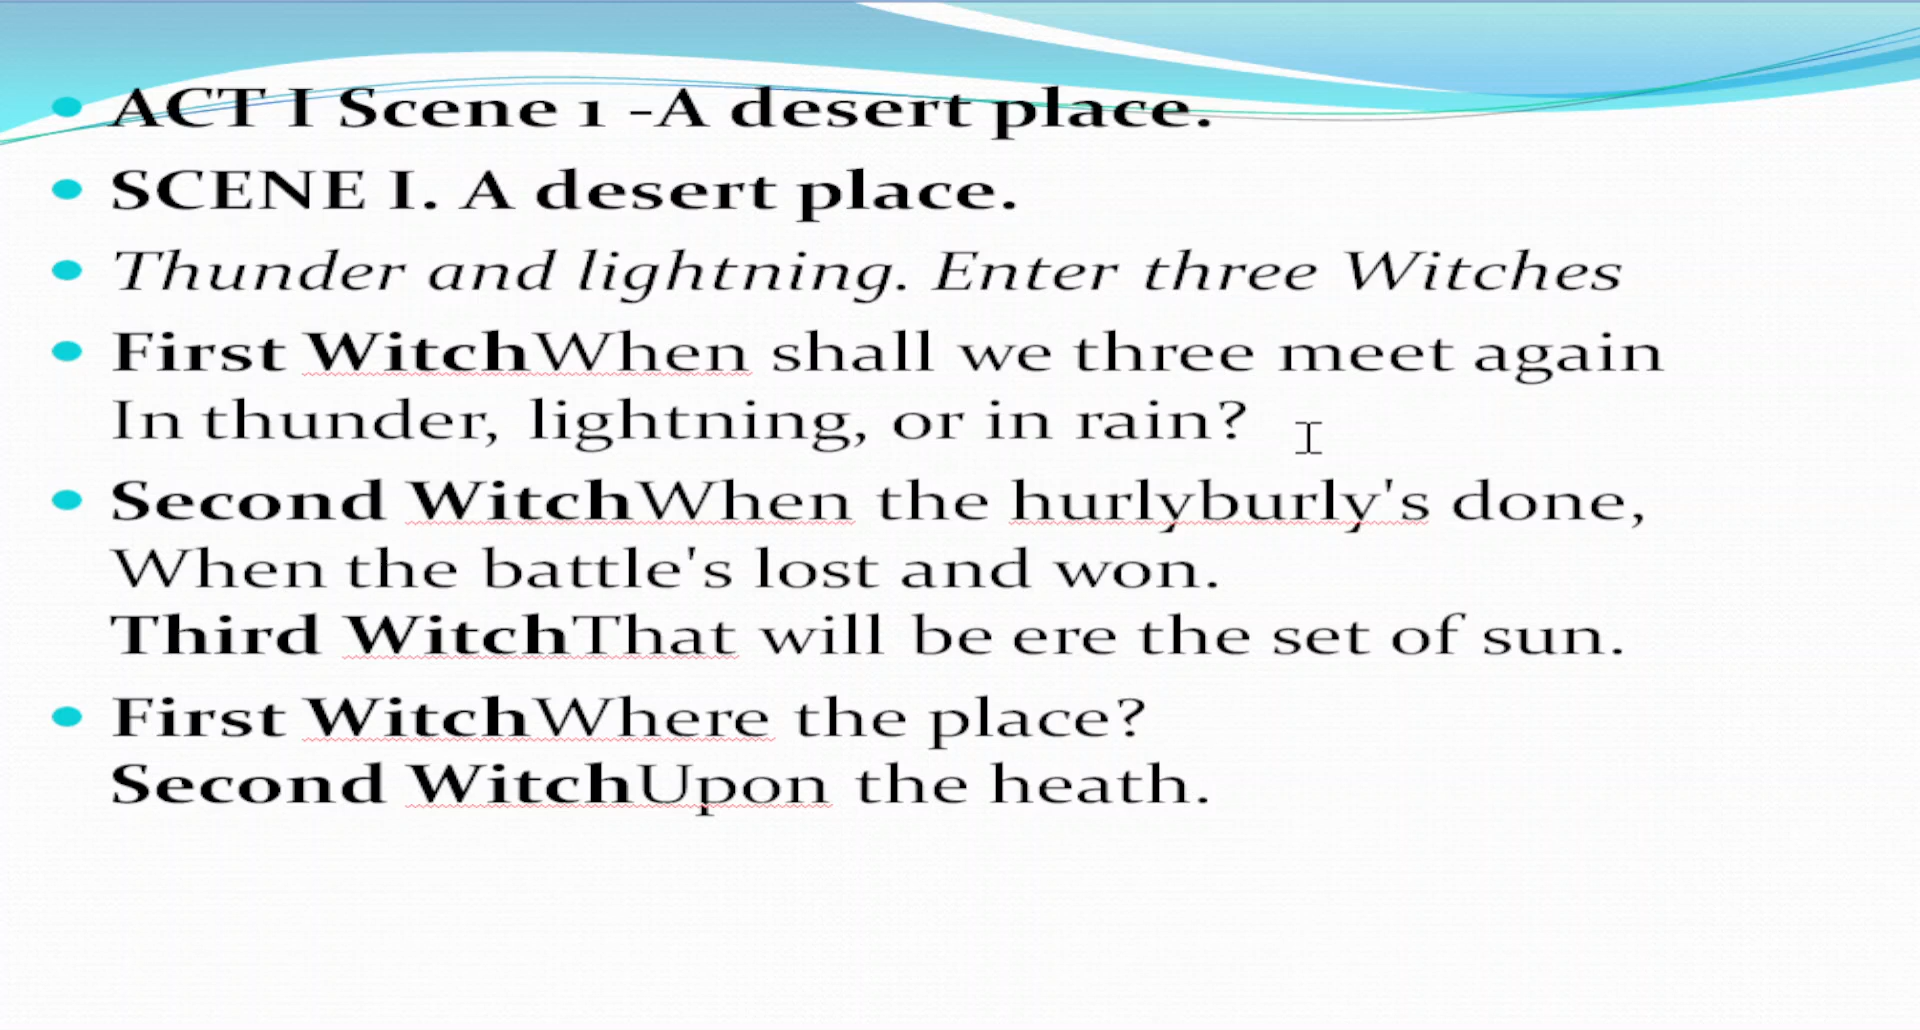 ACT I Scene 1 -A desert place.
SCENE I. A desert place.
Thunder and lightning. Enter three Witches
First WitchWhen shall we three meet again
In thunder, lightning, or in rain?
Second WitchWhen the hurlyburly's done,
When the battle's lost and won.
Third WitchThat will be ere the set of sun.
First WitchWhere the place?
Second WitchUpon the heath.